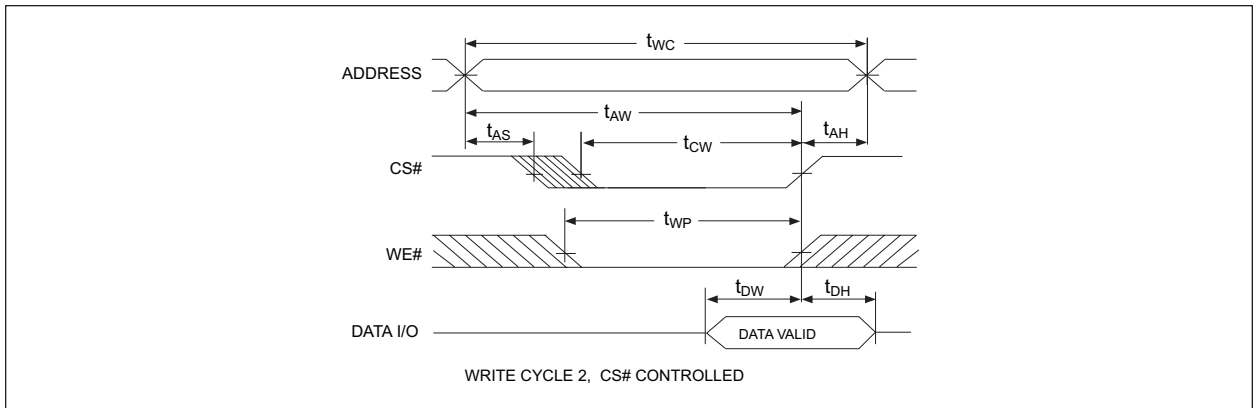 tWC
ADDRESS
tAW
tAS
tCW
tAH
CS#
tWP
WE#
tDW
tDH
DATA I/O
DATA VALID
WRITE CYCLE 2, CS# CONTROLLED